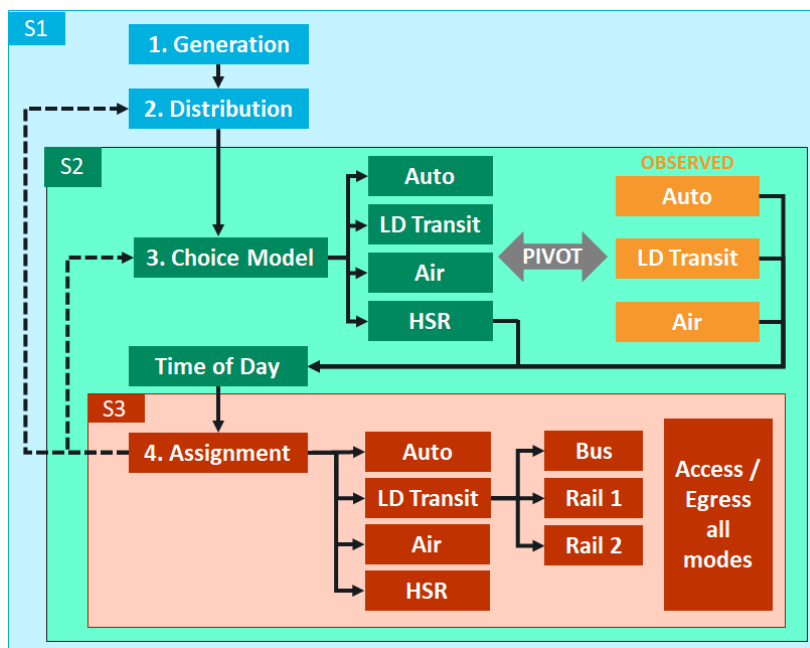 S1
1. Generation
2. Distribution
S2
3. Choice Model
Auto
LD Transit
Air
HSR
PIVOT
OBSERVED
Auto
LD Transit
Air
Time of Day
S3
4. Assignment
Auto
LD Transit
Air
HSR
Bus
Rail 1
Rail 2
Access /
Egress
all
modes